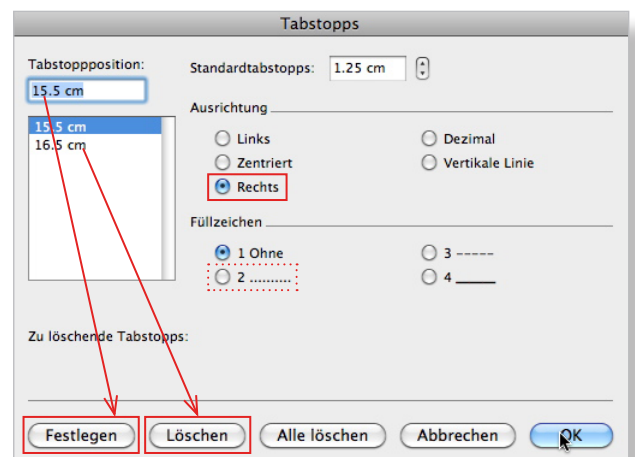 Tabstopps
Tabstoppposition:
15.5 cm
15.5 cm
16.5 cm
Standardtabstopps: 1.25 cm
Ausrichtung
Links
Dezimal
Zentriert
Vertikale Linie
Rechts
Füllzeichen
1 Ohne
3 -----
2 ..........
4 _____
Zu löschende Tabstopps:
Festlegen Löschen Alle löschen Abbrechen OK